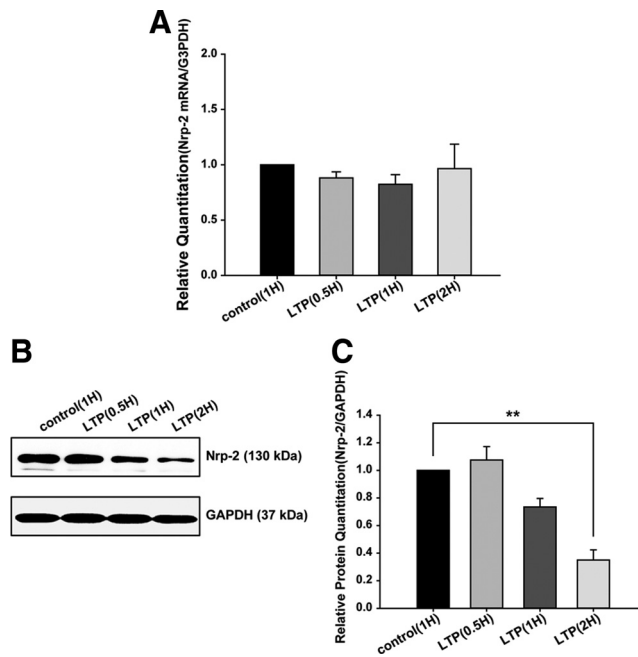 A
Relative Quantitation(Nrp-2 mRNA/G3PDH)
2.0
1.5
1.0
0.5
0.0
control(1H)
LTP(0.5H)
LTP(1H)
LTP(2H)
B
control(1H)
LTP(0.5H)
LTP(1H)
LTP(2H)
Nrp-2 (130 kDa)
GAPDH (37 kDa)
C
Relative Protein Quantitation(Nrp-2/GAPDH)
1.4
1.2
1.0
0.8
0.6
0.4
0.2
0.0
**
control(1H)
LTP(0.5H)
LTP(1H)
LTP(2H)